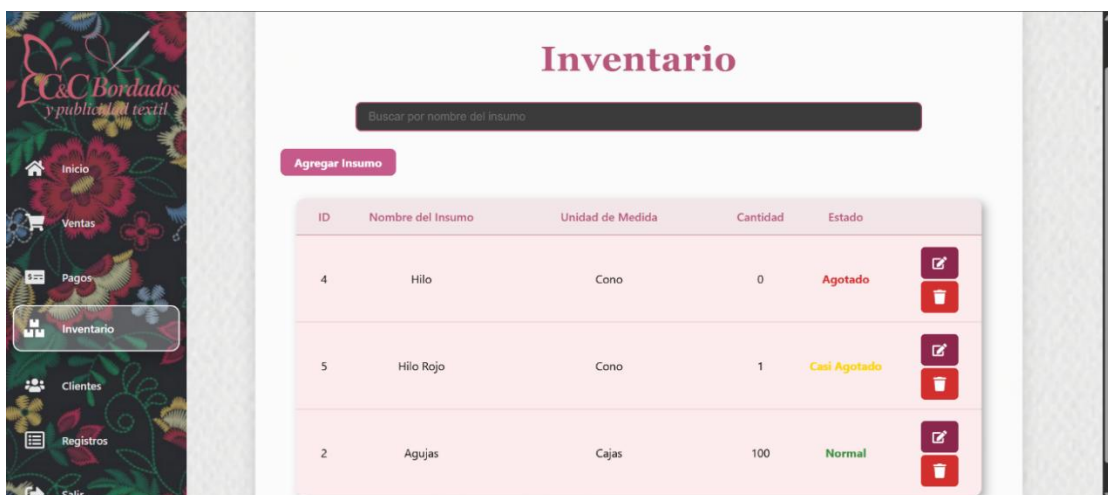 C&C Bordados
y publicidad textil
Inicio
Ventas
Pagos
Inventario
Clientes
Registros
Salir
Inventario
Buscar por nombre del insumo
Agregar Insumo
ID Nombre del Insumo Unidad de Medida Cantidad Estado
4 Hilo Cono 0 Agotado
5 Hilo Rojo Cono 1 Casi Agotado
2 Agujas Cajas 100 Normal